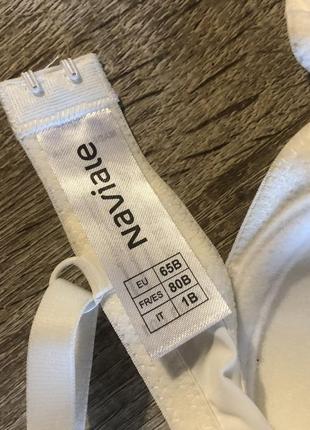 Naviale
EU 65B
FR/ES 80B
IT 1B